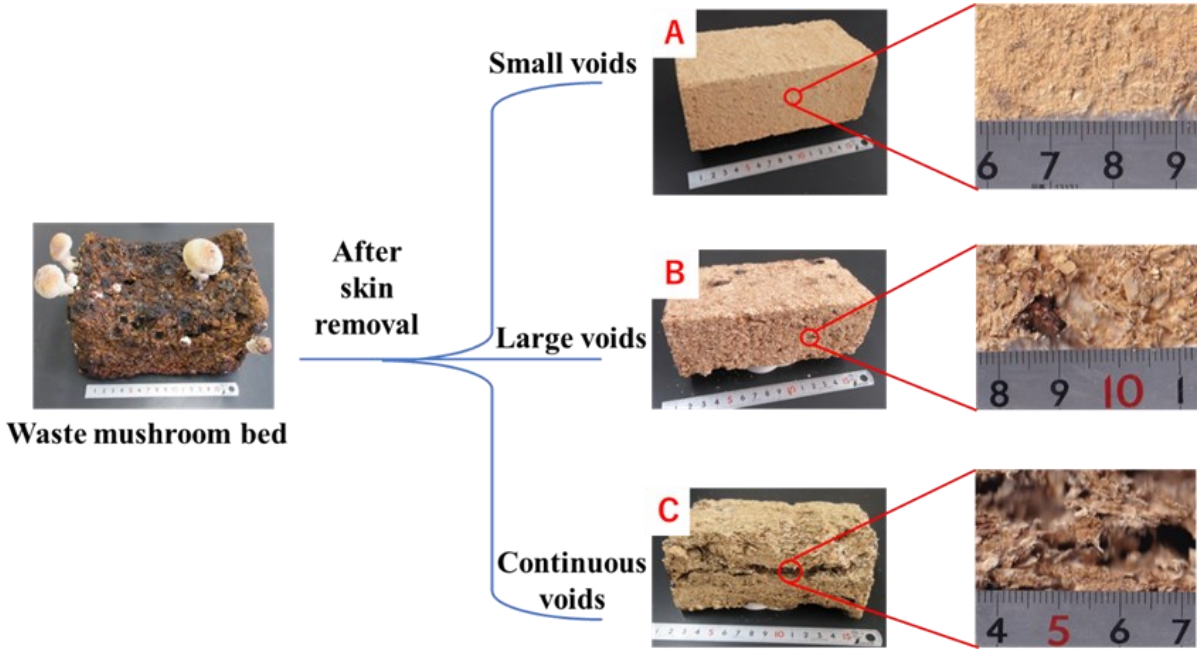 Small voids
A
6 7 8 9
After
skin
removal
Large voids
B
8 9 10 1
Waste mushroom bed
Continuous
voids
C
4 5 6 7